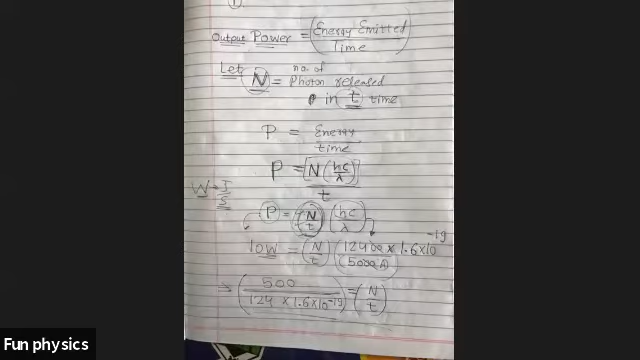 1.
Output Power = (Energy Emitted / Time)
Let N = no. of Photon released
in t time
P = Energy / time
P = [N (hc/λ)] / t
W = J/S
P = (N/t) (hc/λ)
10W = (N/t) (12400 × 1.6×10^-19 / (5000 Å))
⇒ (500 / 124 × 1.6×10^-19) = (N/t)
Fun physics